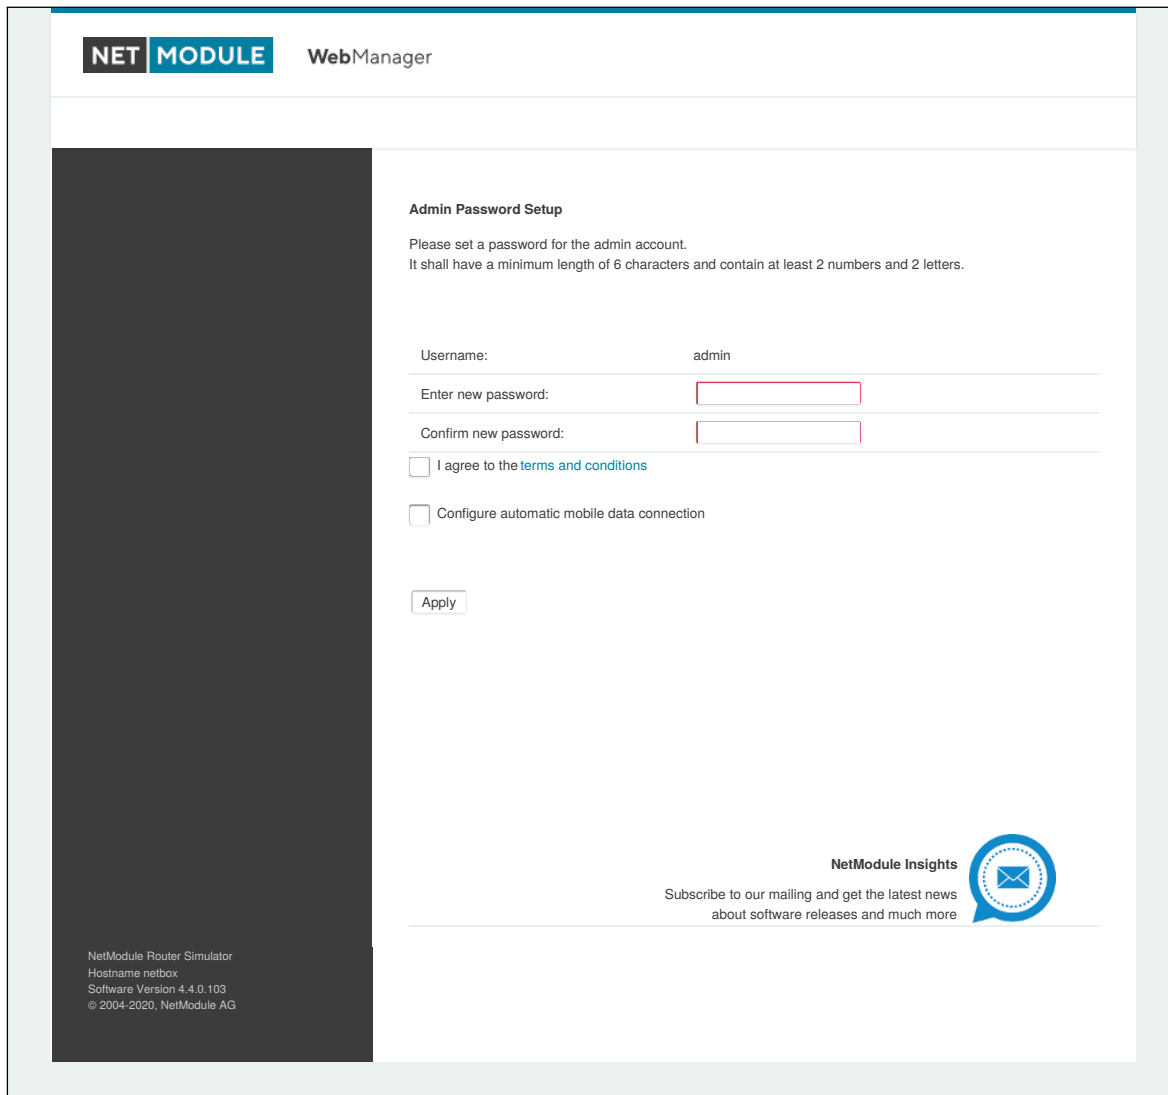 NET MODULE WebManager
Admin Password Setup
Please set a password for the admin account.
It shall have a minimum length of 6 characters and contain at least 2 numbers and 2 letters.
Username: admin
Enter new password:
Confirm new password:
I agree to the terms and conditions
Configure automatic mobile data connection
Apply
NetModule Insights
Subscribe to our mailing and get the latest news
about software releases and much more
NetModule Router Simulator
Hostname netbox
Software Version 4.4.0.103
© 2004-2020, NetModule AG